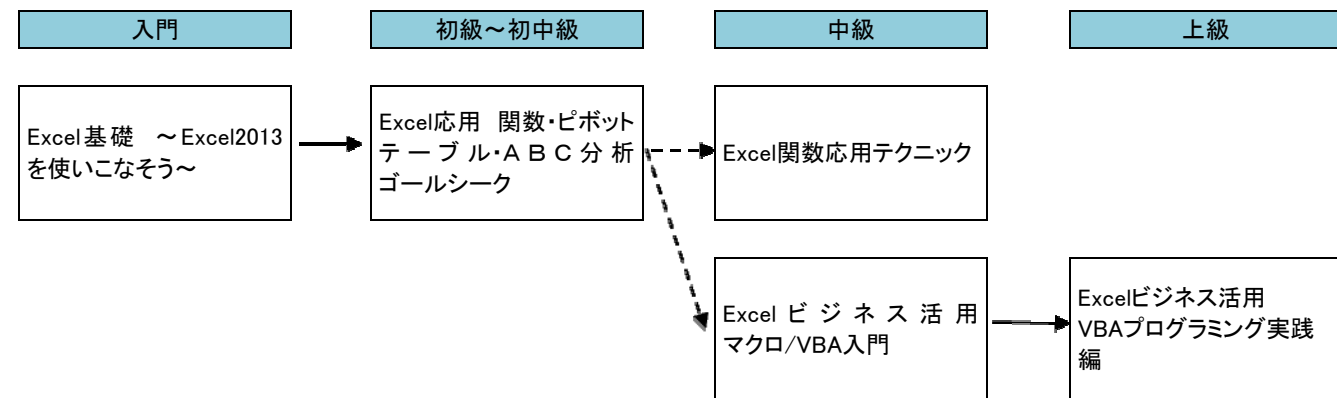 入門
初級～初中級
中級
上級
Excel基礎 ～Excel2013
を使いこなそう～
Excel応用 関数・ピボット
テーブル・ＡＢＣ分析
ゴールシーク
Excel関数応用テクニック
Excelビジネス活用
マクロ/VBA入門
Excelビジネス活用
VBAプログラミング実践
編